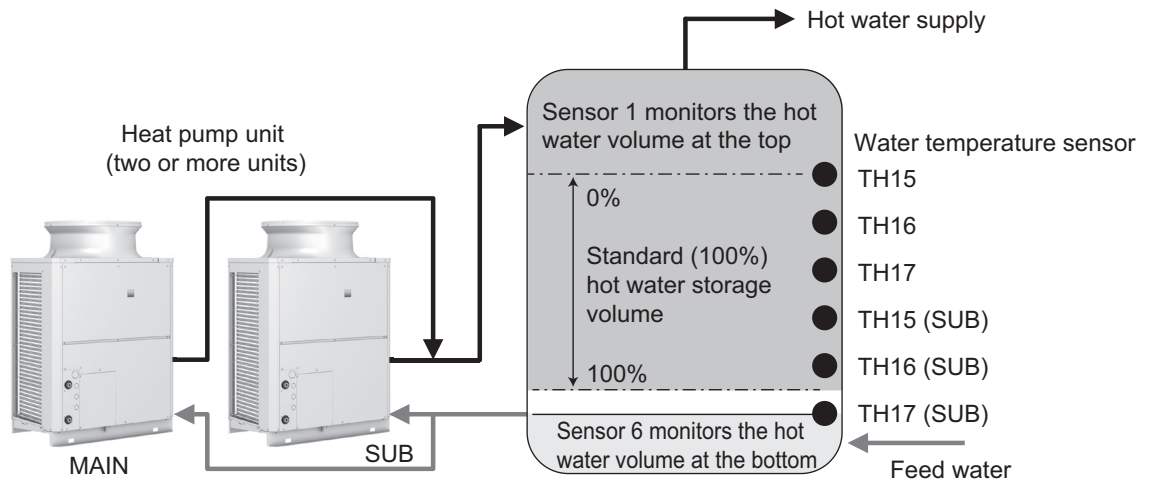 Hot water supply
Sensor 1 monitors the hot
water volume at the top
Heat pump unit
(two or more units)
Water temperature sensor
TH15
0%
TH16
Standard (100%)
hot water storage
volume
TH17
TH15 (SUB)
TH16 (SUB)
100%
TH17 (SUB)
Sensor 6 monitors the hot
water volume at the bottom
MAIN
SUB
Feed water